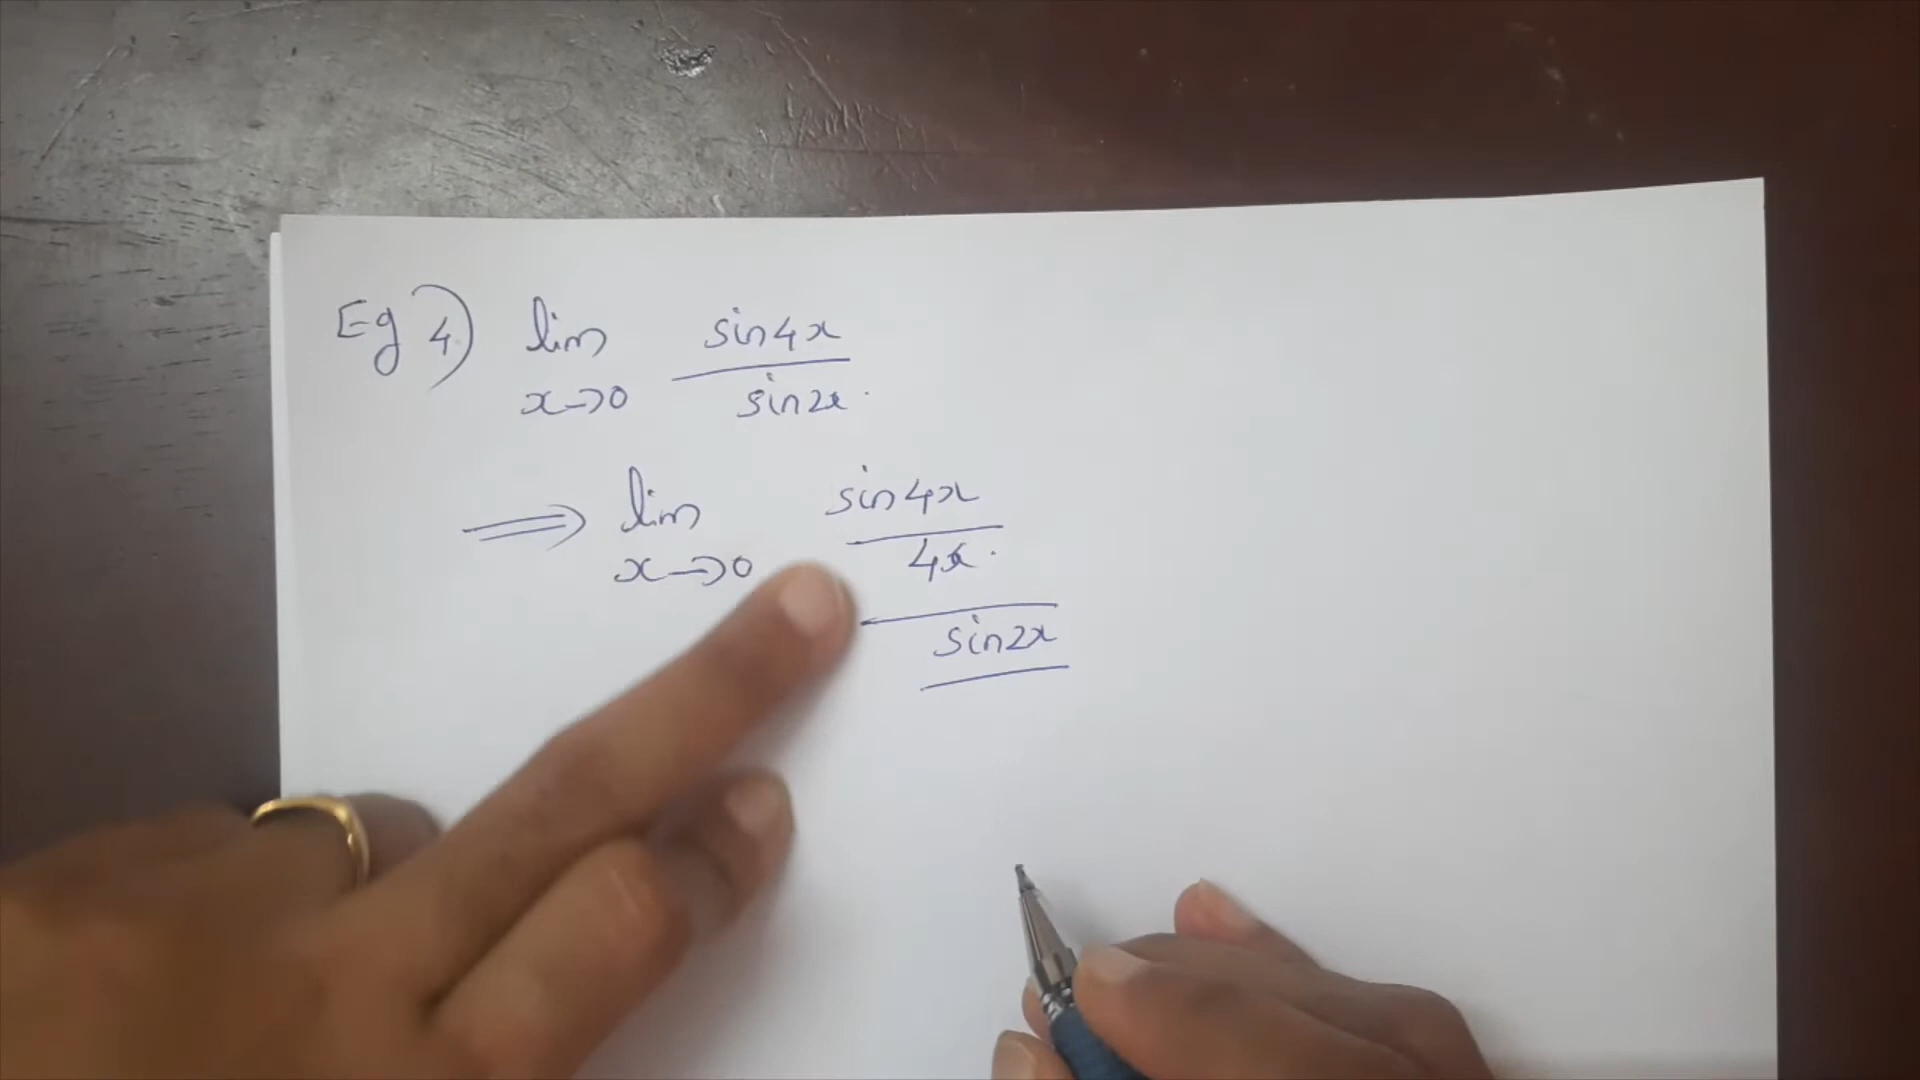 Eg 4) lim sin4x
x→0 sin2x.
⟹ lim sin4x
x→0 4x.
sin2x